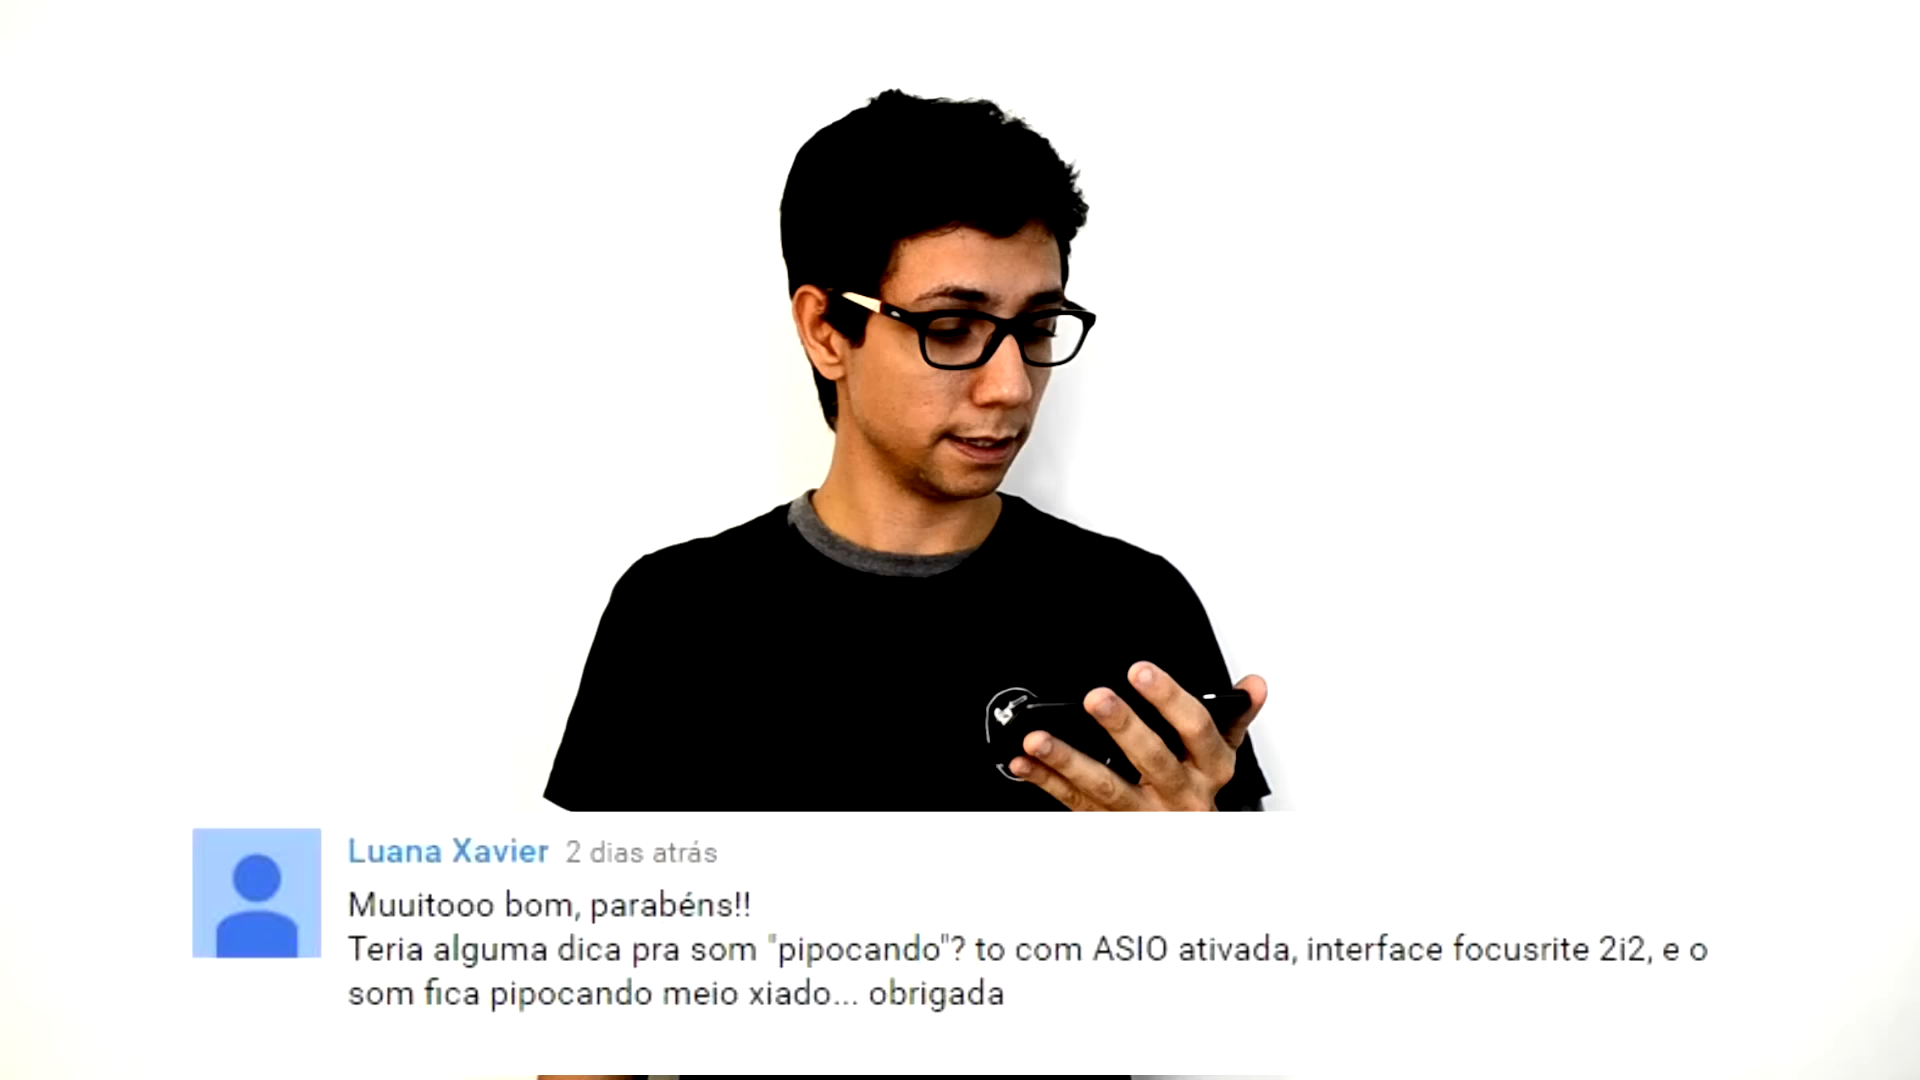 Luana Xavier 2 dias atrás
Muuitooo bom, parabéns!!
Teria alguma dica pra som "pipocando"? to com ASIO ativada, interface focusrite 2i2, e o
som fica pipocando meio xiado... obrigada